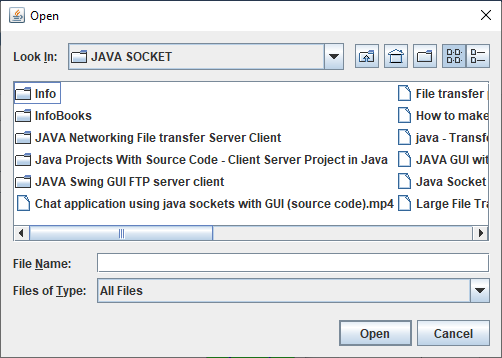 Open
Look In: JAVA SOCKET
Info
InfoBooks
JAVA Networking File transfer Server Client
Java Projects With Source Code - Client Server Project in Java
JAVA Swing GUI FTP server client
Chat application using java sockets with GUI (source code).mp4
File transfer
How to make
java - Transfe
JAVA GUI wit
Java Socket
Large File Tra
File Name:
Files of Type: All Files
Open Cancel